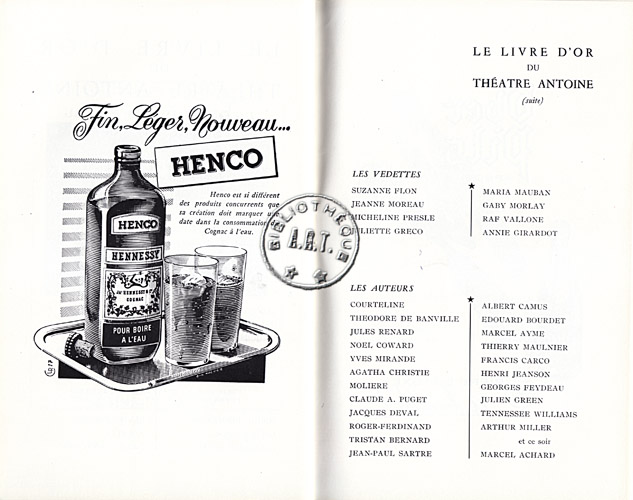 Fin, Léger, Nouveau...
HENCO
Henco est si différent
des produits concurrents que
sa création doit marquer une
date dans la consommation
Cognac à l'eau.
HENCO
HENNESSY
JAS HENNESSY & Co
COGNAC
POUR BOIRE
A L'EAU
BIBLIOTHÈQUE
A.R.T.
LE LIVRE D'OR
DU
THÉATRE ANTOINE
(suite)
LES VEDETTES
SUZANNE FLON
JEANNE MOREAU
MICHELINE PRESLE
JULIETTE GRECO
MARIA MAUBAN
GABY MORLAY
RAF VALLONE
ANNIE GIRARDOT
LES AUTEURS
COURTELINE
THEODORE DE BANVILLE
JULES RENARD
NOEL COWARD
YVES MIRANDE
AGATHA CHRISTIE
MOLIERE
CLAUDE A. PUGET
JACQUES DEVAL
ROGER-FERDINAND
TRISTAN BERNARD
JEAN-PAUL SARTRE
ALBERT CAMUS
EDOUARD BOURDET
MARCEL AYME
THIERRY MAULNIER
FRANCIS CARCO
HENRI JEANSON
GEORGES FEYDEAU
JULIEN GREEN
TENNESSEE WILLIAMS
ARTHUR MILLER
et ce soir
MARCEL ACHARD